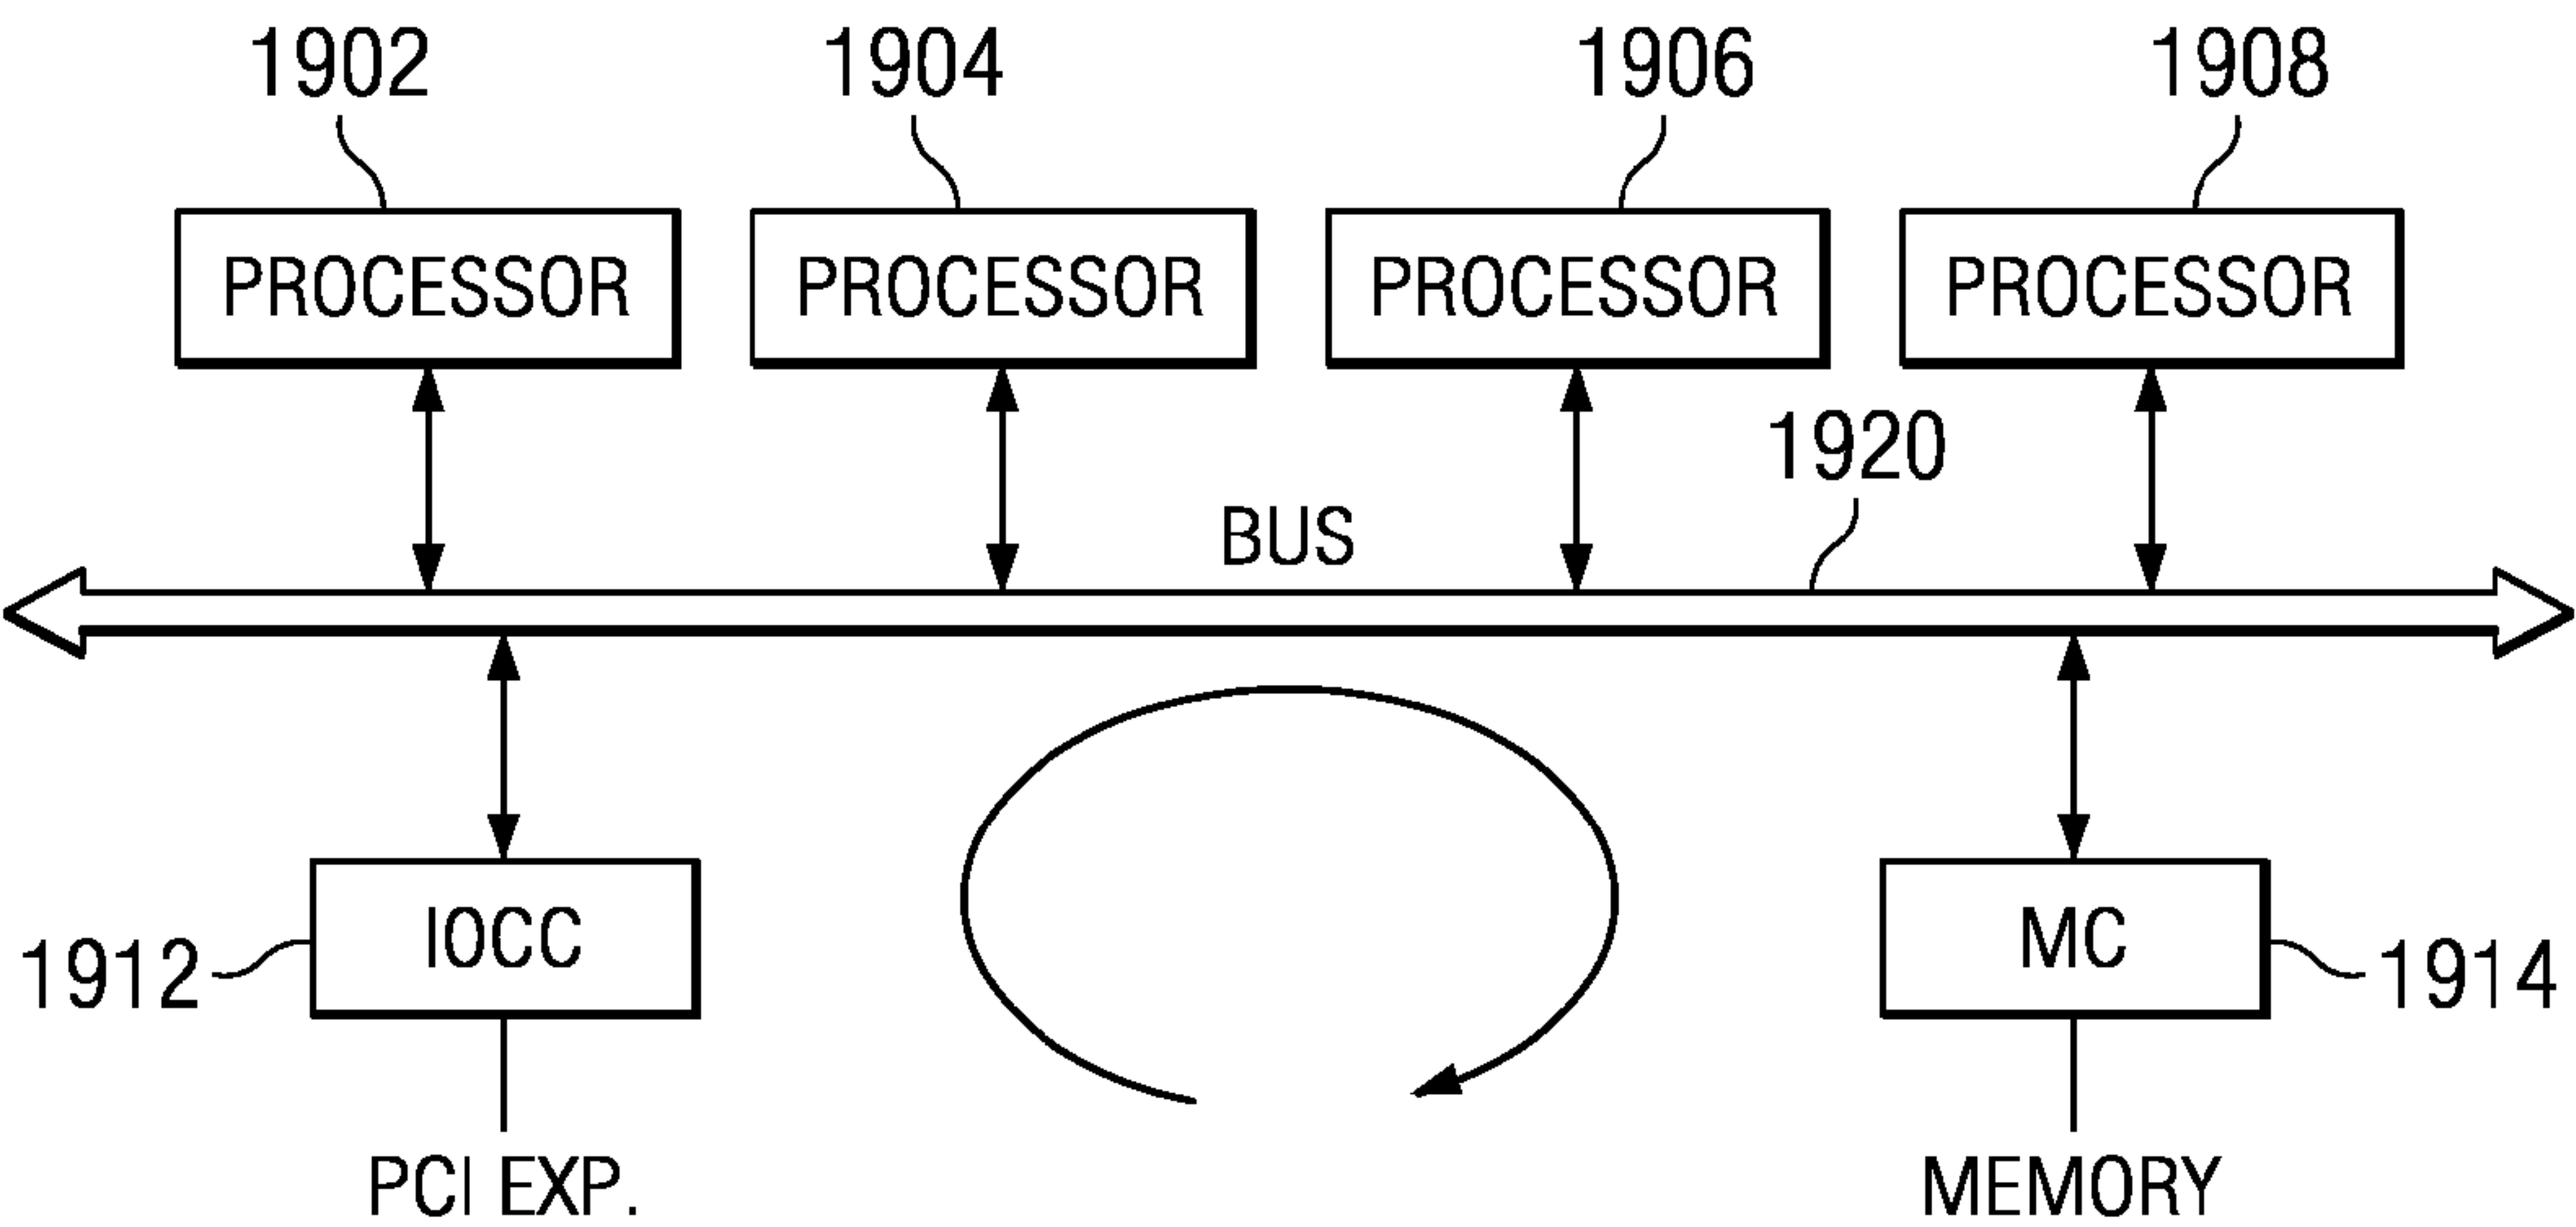 1902 1904 1906 1908
PROCESSOR PROCESSOR PROCESSOR PROCESSOR
1920
BUS
IOCC MC
1912 1914
PCI EXP. MEMORY